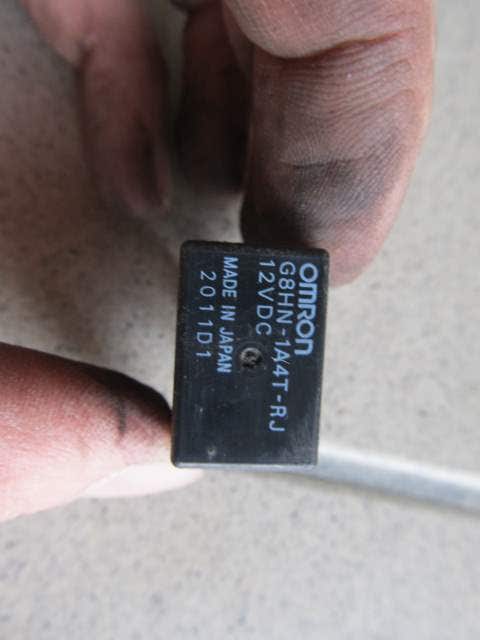 OMRON
G8HN-1A4T-RJ
12VDC
MADE IN JAPAN
2011D1